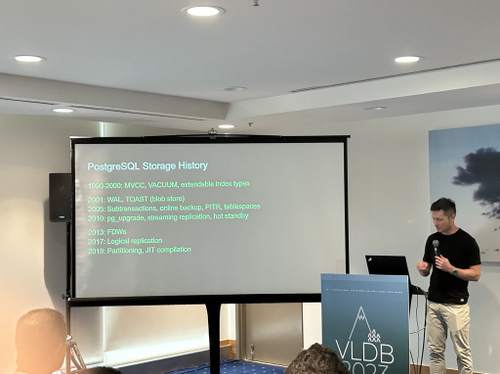 PostgreSQL Storage History
1990-2000: MVCC, VACUUM, extendable index types
2001: WAL, TOAST (blob store)
2005: Subtransactions, online backup, PITR, tablespaces
2010: pg_upgrade, streaming replication, hot standby
2013: FDWs
2017: Logical replication
2018: Partitioning, JIT compilation
VLDB